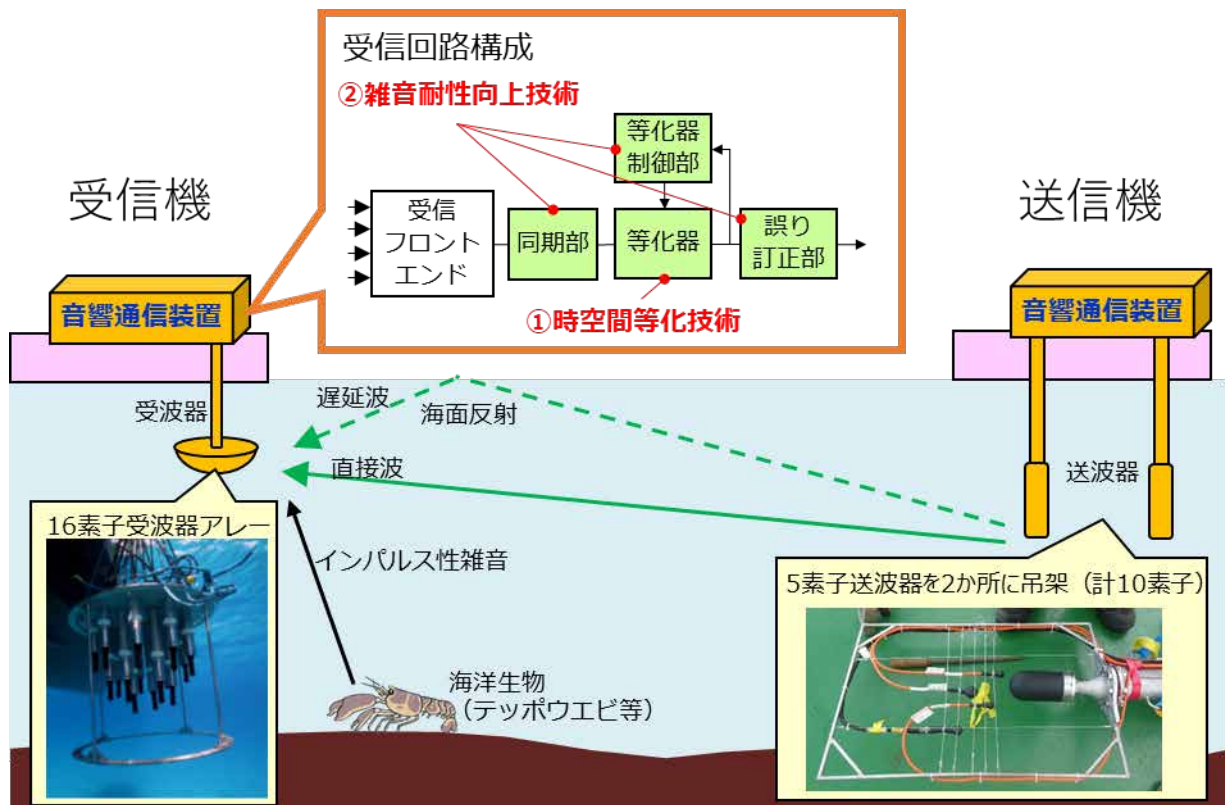 受信回路構成
②雑音耐性向上技術
等化器
制御部
受信
フロント
エンド
同期部
等化器
誤り
訂正部
①時空間等化技術
受信機
送信機
音響通信装置
音響通信装置
受波器
遅延波
海面反射
直接波
送波器
16素子受波器アレー
インパルス性雑音
5素子送波器を2か所に吊架（計10素子）
海洋生物
（テッポウエビ等）